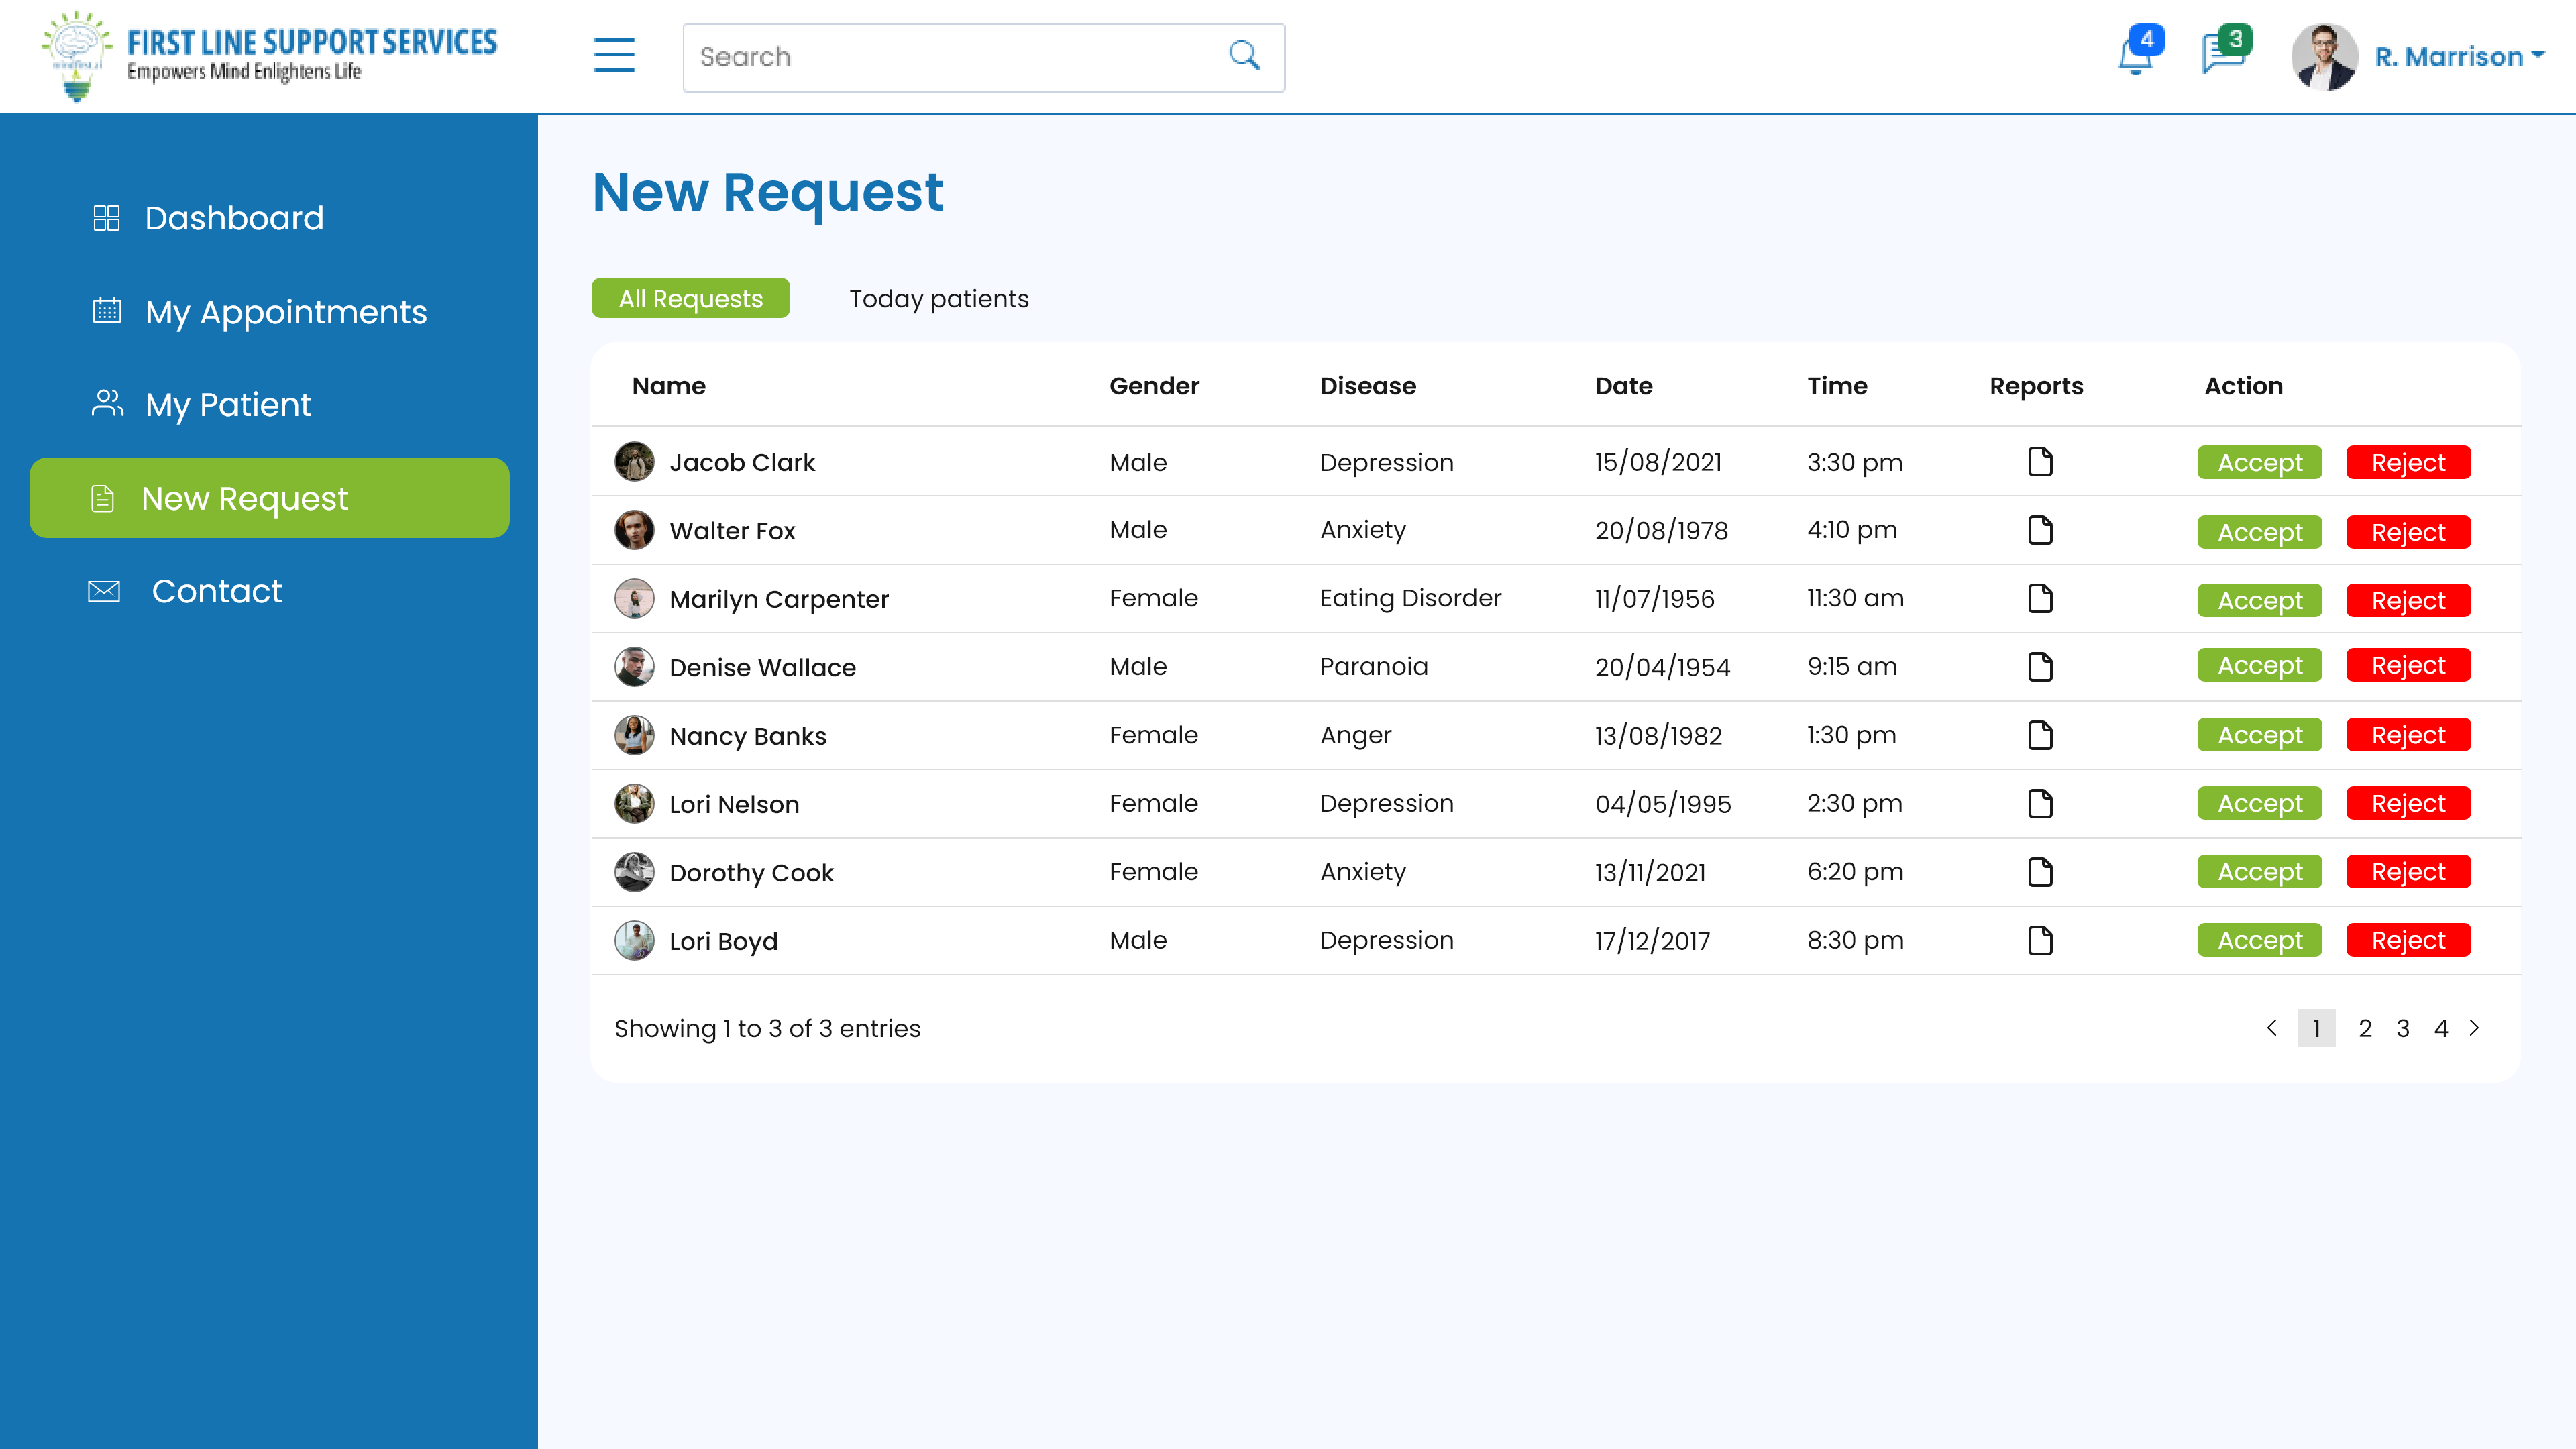 FIRST LINE SUPPORT SERVICES
Empowers Mind Enlightens Life
mindfirst.ai
Search
4
3
R. Marrison
Dashboard
My Appointments
My Patient
New Request
Contact
New Request
All Requests Today patients
Name Gender Disease Date Time Reports Action
Jacob Clark Male Depression 15/08/2021 3:30 pm Accept Reject
Walter Fox Male Anxiety 20/08/1978 4:10 pm Accept Reject
Marilyn Carpenter Female Eating Disorder 11/07/1956 11:30 am Accept Reject
Denise Wallace Male Paranoia 20/04/1954 9:15 am Accept Reject
Nancy Banks Female Anger 13/08/1982 1:30 pm Accept Reject
Lori Nelson Female Depression 04/05/1995 2:30 pm Accept Reject
Dorothy Cook Female Anxiety 13/11/2021 6:20 pm Accept Reject
Lori Boyd Male Depression 17/12/2017 8:30 pm Accept Reject
Showing 1 to 3 of 3 entries < 1 2 3 4 >